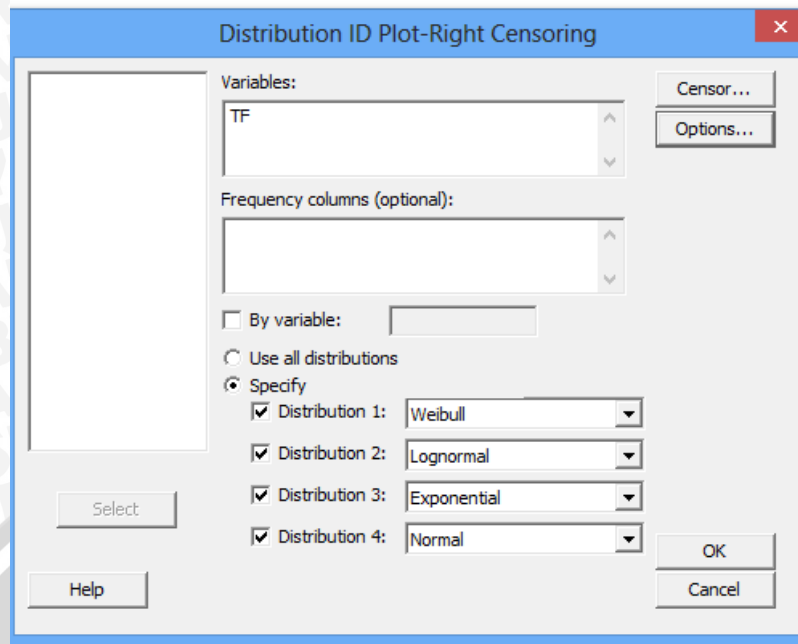 Distribution ID Plot-Right Censoring
Variables:
TF
Censor...
Options...
Frequency columns (optional):
By variable:
Use all distributions
Specify
Distribution 1: Weibull
Distribution 2: Lognormal
Distribution 3: Exponential
Distribution 4: Normal
Select
OK
Help
Cancel